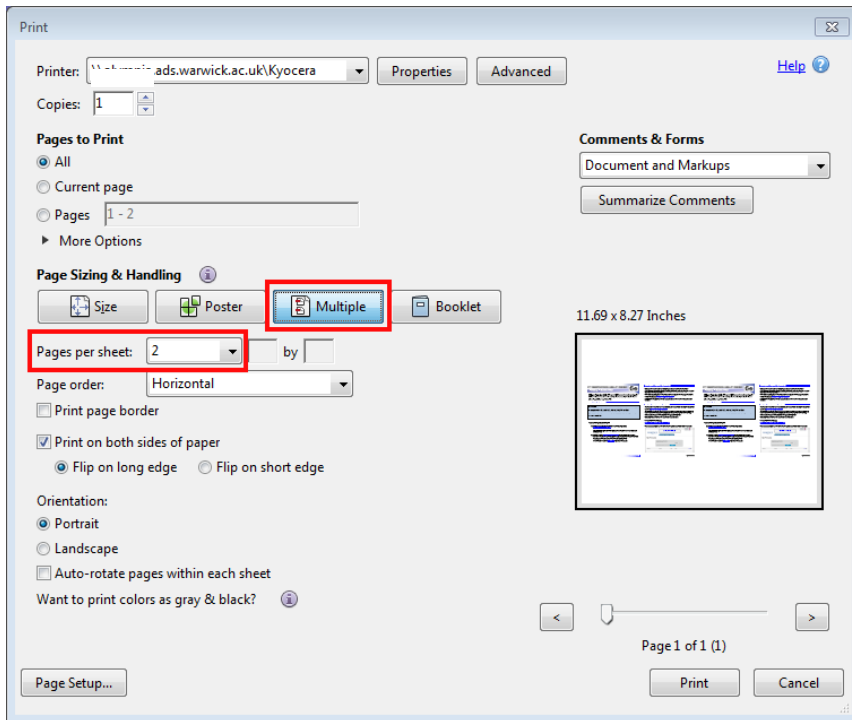 Print
Printer: .ads.warwick.ac.uk\Kyocera Properties Advanced Help
Copies: 1
Pages to Print
All
Current page
Pages 1 - 2
More Options
Comments & Forms
Document and Markups
Summarize Comments
Page Sizing & Handling
Size Poster Multiple Booklet
11.69 x 8.27 Inches
Pages per sheet: 2 by
Page order: Horizontal
Print page border
Print on both sides of paper
Flip on long edge Flip on short edge
Orientation:
Portrait
Landscape
Auto-rotate pages within each sheet
Want to print colors as gray & black?
< >
Page 1 of 1 (1)
Page Setup... Print Cancel